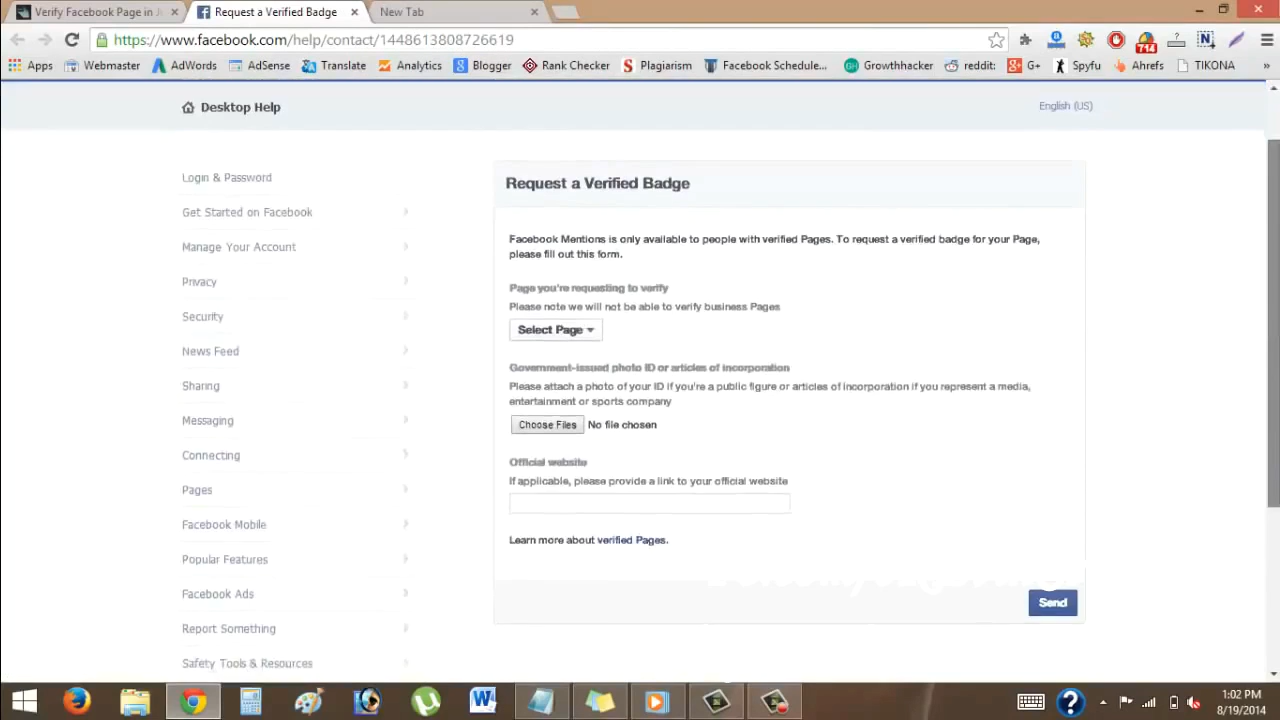 Verify Facebook Page in
Request a Verified Badge
New Tab
https://www.facebook.com/help/contact/1448613808726619
714
Apps Webmaster AdWords AdSense Translate Analytics Blogger Rank Checker Plagiarism Facebook Schedule... Growthhacker reddit: G+ Spyfu Ahrefs TIKONA »
Desktop Help
English (US)
Login & Password
Get Started on Facebook
Manage Your Account
Privacy
Security
News Feed
Sharing
Messaging
Connecting
Pages
Facebook Mobile
Popular Features
Facebook Ads
Report Something
Safety Tools & Resources
Request a Verified Badge
Facebook Mentions is only available to people with verified Pages. To request a verified badge for your Page,
please fill out this form.
Page you're requesting to verify
Please note we will not be able to verify business Pages
Select Page
Government-issued photo ID or articles of incorporation
Please attach a photo of your ID if you're a public figure or articles of incorporation if you represent a media,
entertainment or sports company
Choose Files No file chosen
Official website
If applicable, please provide a link to your official website
Learn more about verified Pages.
Send
1:02 PM
8/19/2014